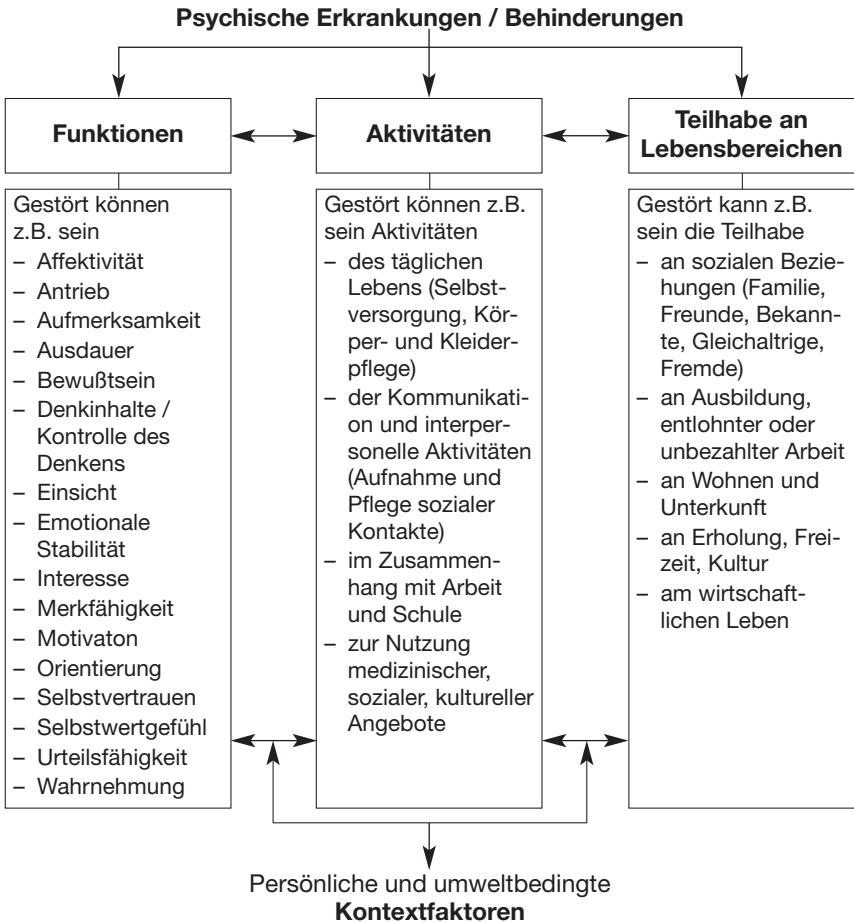 Psychische Erkrankungen / Behinderungen
Funktionen
Aktivitäten
Teilhabe an
Lebensbereichen
Gestört können
z.B. sein
– Affektivität
– Antrieb
– Aufmerksamkeit
– Ausdauer
– Bewußtsein
– Denkinhalte /
Kontrolle des
Denkens
– Einsicht
– Emotionale
Stabilität
– Interesse
– Merkfähigkeit
– Motivaton
– Orientierung
– Selbstvertrauen
– Selbstwertgefühl
– Urteilsfähigkeit
– Wahrnehmung
Gestört können z.B.
sein Aktivitäten
– des täglichen
Lebens (Selbst-
versorgung, Kör-
per- und Kleider-
pflege)
– der Kommunikati-
on und interper-
sonelle Aktivitäten
(Aufnahme und
Pflege sozialer
Kontakte)
– im Zusammen-
hang mit Arbeit
und Schule
– zur Nutzung
medizinischer,
sozialer, kultureller
Angebote
Gestört kann z.B.
sein die Teilhabe
– an sozialen Bezie-
hungen (Familie,
Freunde, Bekann-
te, Gleichaltrige,
Fremde)
– an Ausbildung,
entlohnter oder
unbezahlter Arbeit
– an Wohnen und
Unterkunft
– an Erholung, Frei-
zeit, Kultur
– am wirtschaft-
lichen Leben
Persönliche und umweltbedingte
Kontextfaktoren